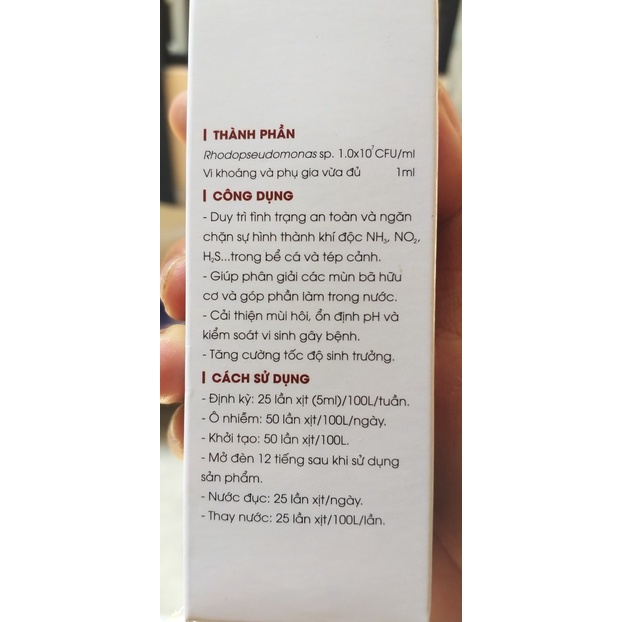 THÀNH PHẦN
Rhodopseudomonas sp. 1.0x10⁷ CFU/ml
Vi khoáng và phụ gia vừa đủ 1ml
CÔNG DỤNG
- Duy trì tình trạng an toàn và ngăn
chặn sự hình thành khí độc NH₃, NO₂,
H₂S...trong bể cá và tép cảnh.
- Giúp phân giải các mùn bã hữu
cơ và góp phần làm trong nước.
- Cải thiện mùi hôi, ổn định pH và
kiểm soát vi sinh gây bệnh.
- Tăng cường tốc độ sinh trưởng.
CÁCH SỬ DỤNG
- Định kỳ: 25 lần xịt (5ml)/100L/tuần.
- Ô nhiễm: 50 lần xịt/100L/ngày.
- Khởi tạo: 50 lần xịt/100L.
- Mở đèn 12 tiếng sau khi sử dụng
sản phẩm.
- Nước đục: 25 lần xịt/ngày.
- Thay nước: 25 lần xịt/100L/lần.